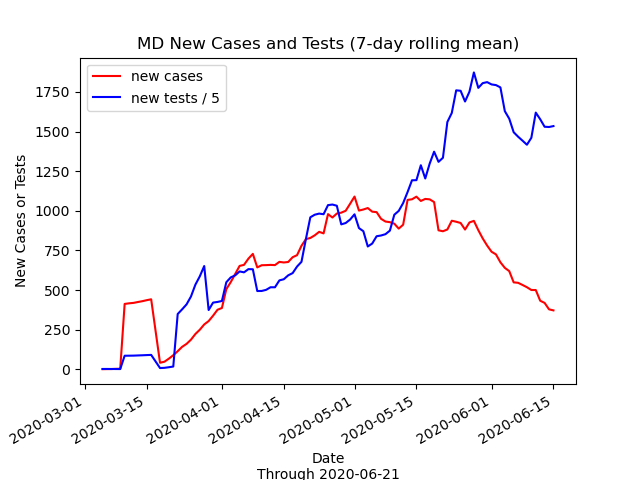 MD New Cases and Tests (7-day rolling mean)
new cases
new tests / 5
New Cases or Tests
1750
1500
1250
1000
750
500
250
0
2020-03-01
2020-03-15
2020-04-01
2020-04-15
2020-05-01
2020-05-15
2020-06-01
2020-06-15
Date
Through 2020-06-21